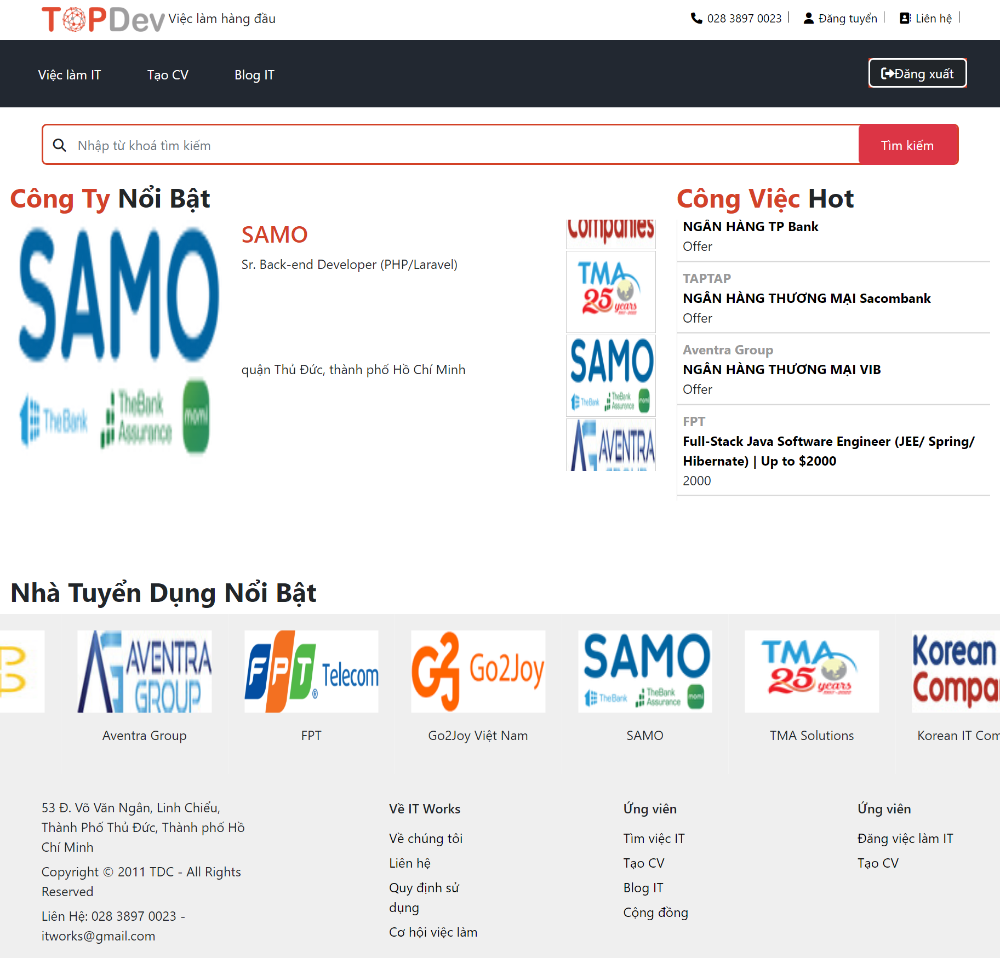 TOPDev Việc làm hàng đầu
028 3897 0023
Đăng tuyển
Liên hệ
Việc làm IT
Tạo CV
Blog IT
Đăng xuất
Nhập từ khoá tìm kiếm
Tìm kiếm
Công Ty Nổi Bật
SAMO
TheBank
TheBank
Assurance
momi
SAMO
Sr. Back-end Developer (PHP/Laravel)
quận Thủ Đức, thành phố Hồ Chí Minh
Companies
TMA
25 years
1997-2022
SAMO
TheBank
TheBank
Assurance
momi
AVENTRA
GROUP
Công Việc Hot
NGÂN HÀNG TP Bank
Offer
TAPTAP
NGÂN HÀNG THƯƠNG MẠI Sacombank
Offer
Aventra Group
NGÂN HÀNG THƯƠNG MẠI VIB
Offer
FPT
Full-Stack Java Software Engineer (JEE/ Spring/
Hibernate) | Up to $2000
2000
Nhà Tuyển Dụng Nổi Bật
AVENTRA
GROUP
Aventra Group
FPT® Telecom
FPT
Go2Joy
Go2Joy Việt Nam
SAMO
TheBank
TheBank
Assurance
momi
SAMO
TMA
25 years
1997-2022
TMA Solutions
Korean
Compa
Korean IT Com
53 Đ. Võ Văn Ngân, Linh Chiểu,
Thành Phố Thủ Đức, Thành phố Hồ
Chí Minh
Copyright © 2011 TDC - All Rights
Reserved
Liên Hệ: 028 3897 0023 -
itworks@gmail.com
Về IT Works
Về chúng tôi
Liên hệ
Quy định sử
dụng
Cơ hội việc làm
Ứng viên
Tìm việc IT
Tạo CV
Blog IT
Cộng đồng
Ứng viên
Đăng việc làm IT
Tạo CV